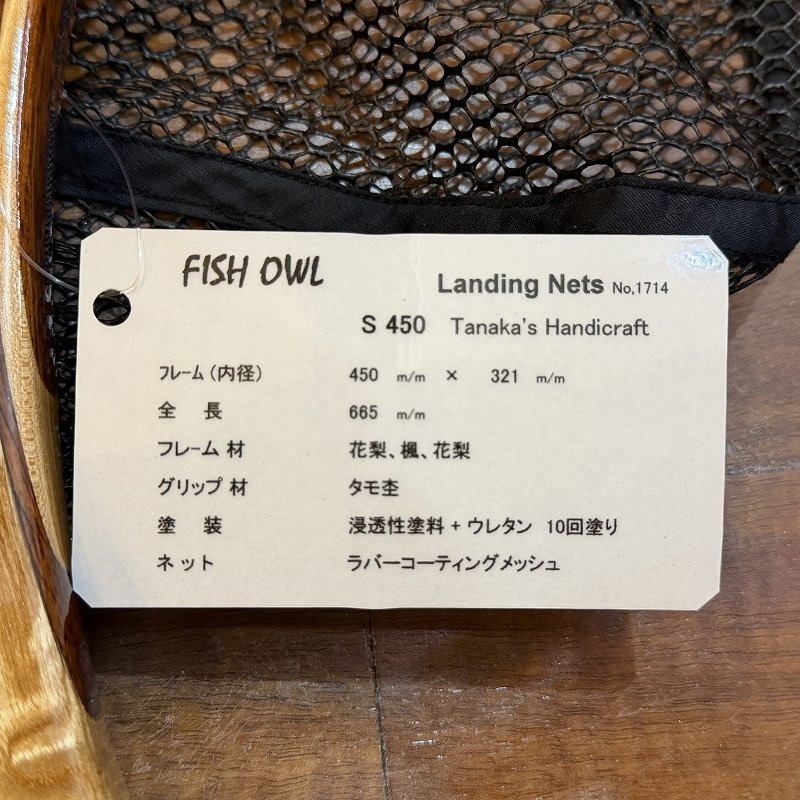 FISH OWL
Landing Nets No,1714
S 450 Tanaka's Handicraft
フレーム(内径) 450 m/m × 321 m/m
全 長 665 m/m
フレーム 材 花梨、楓、花梨
グリップ 材 タモ杢
塗 装 浸透性塗料 + ウレタン 10回塗り
ネ ッ ト ラバーコーティングメッシュ